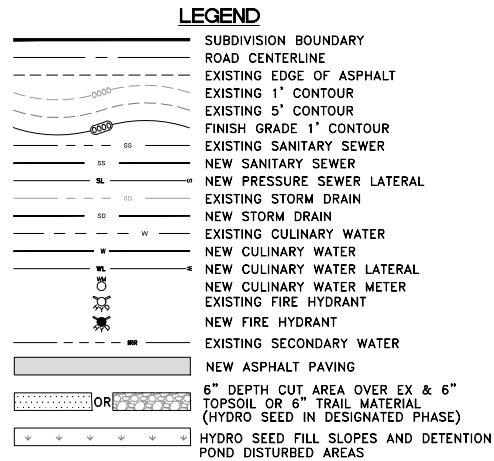 LEGEND
SUBDIVISION BOUNDARY
ROAD CENTERLINE
EXISTING EDGE OF ASPHALT
0000 EXISTING 1' CONTOUR
EXISTING 5' CONTOUR
0000 FINISH GRADE 1' CONTOUR
SS EXISTING SANITARY SEWER
SS NEW SANITARY SEWER
SL S NEW PRESSURE SEWER LATERAL
SD EXISTING STORM DRAIN
SD NEW STORM DRAIN
W EXISTING CULINARY WATER
W NEW CULINARY WATER
WL W NEW CULINARY WATER LATERAL
WM NEW CULINARY WATER METER
EXISTING FIRE HYDRANT
NEW FIRE HYDRANT
IRR EXISTING SECONDARY WATER
NEW ASPHALT PAVING
6" DEPTH CUT AREA OVER EX & 6"
OR TOPSOIL OR 6" TRAIL MATERIAL
(HYDRO SEED IN DESIGNATED PHASE)
HYDRO SEED FILL SLOPES AND DETENTION
POND DISTURBED AREAS